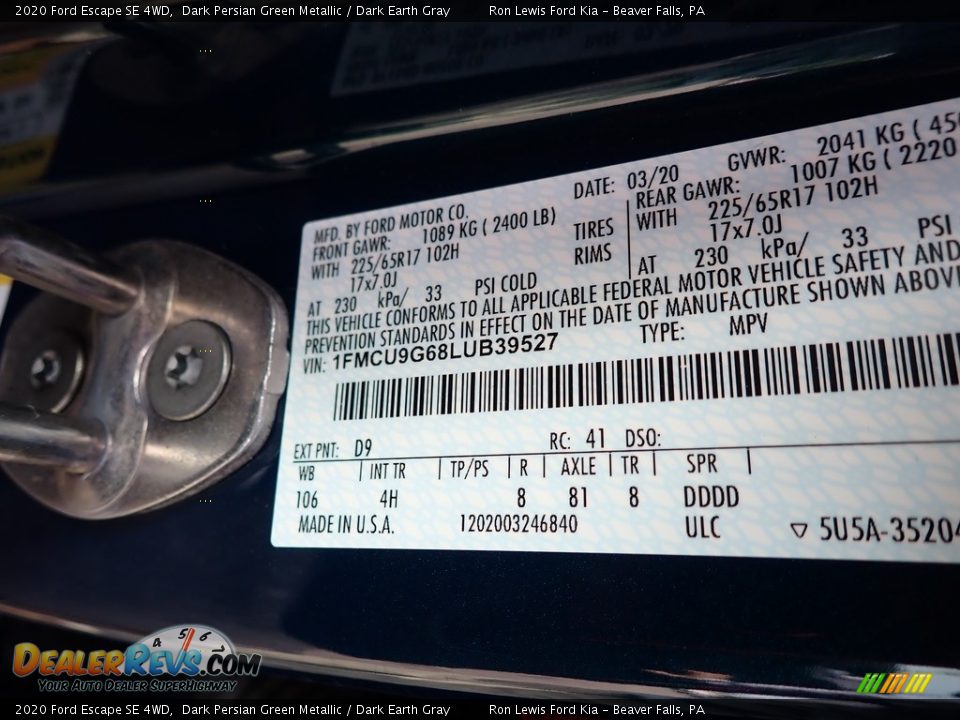 2020 Ford Escape SE 4WD, Dark Persian Green Metallic / Dark Earth Gray Ron Lewis Ford Kia - Beaver Falls, PA
MFD. BY FORD MOTOR CO. DATE: 03/20 GVWR: 2041 KG ( 450
FRONT GAWR: 1089 KG ( 2400 LB) REAR GAWR: 1007 KG ( 2220
WITH 225/65R17 102H TIRES WITH 225/65R17 102H
17x7.0J RIMS 17x7.0J
AT 230 kPa/ 33 PSI COLD AT 230 kPa/ 33 PSI
THIS VEHICLE CONFORMS TO ALL APPLICABLE FEDERAL MOTOR VEHICLE SAFETY AND
PREVENTION STANDARDS IN EFFECT ON THE DATE OF MANUFACTURE SHOWN ABOVE
VIN: 1FMCU9G68LUB39527 TYPE: MPV
EXT PNT: D9 RC: 41 DSO:
WB INT TR TP/PS R AXLE TR SPR
106 4H 8 81 8 DDDD
MADE IN U.S.A. 1202003246840 ULC 5U5A-35204
4 5 6
DealerRevs.com
Your Auto Dealer SuperHighway
2020 Ford Escape SE 4WD, Dark Persian Green Metallic / Dark Earth Gray Ron Lewis Ford Kia - Beaver Falls, PA